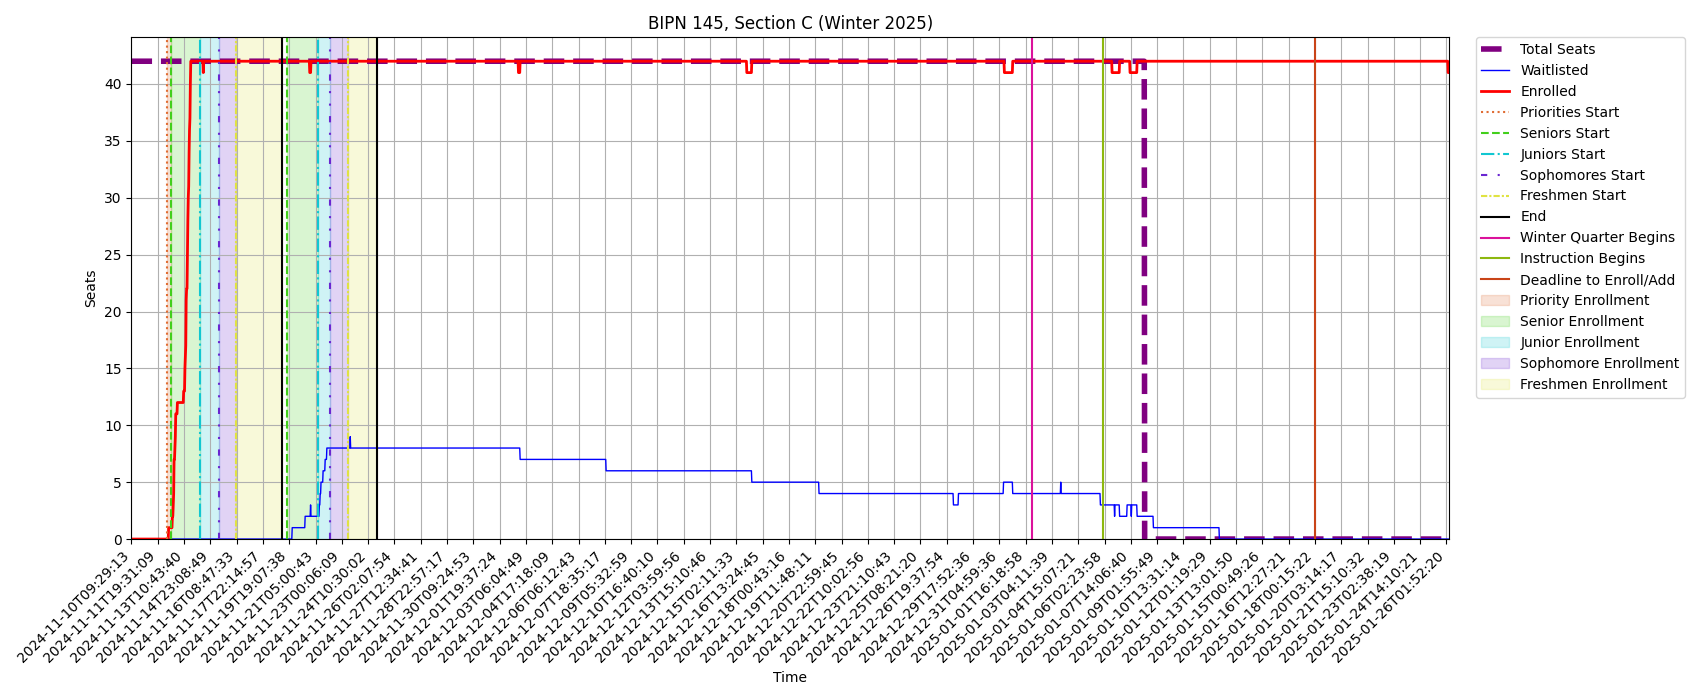 BIPN 145, Section C (Winter 2025)
Seats
40
35
30
25
20
15
10
5
0
2024-11-10T09:29:13
2024-11-11T19:31:09
2024-11-13T10:43:40
2024-11-14T23:08:49
2024-11-16T08:47:33
2024-11-17T22:14:57
2024-11-19T19:07:38
2024-11-21T05:00:43
2024-11-23T00:06:09
2024-11-24T10:30:02
2024-11-26T02:07:54
2024-11-27T12:34:41
2024-11-28T22:57:17
2024-11-30T09:24:53
2024-12-01T19:37:24
2024-12-03T06:04:49
2024-12-04T17:18:09
2024-12-06T06:12:43
2024-12-07T18:35:17
2024-12-09T05:32:59
2024-12-10T16:40:10
2024-12-12T03:59:56
2024-12-13T15:10:46
2024-12-15T02:11:33
2024-12-16T13:24:45
2024-12-18T00:43:16
2024-12-19T11:48:11
2024-12-20T22:59:45
2024-12-22T10:02:56
2024-12-23T21:10:43
2024-12-25T08:21:20
2024-12-26T19:37:54
2024-12-29T17:52:36
2024-12-31T04:59:36
2025-01-01T16:18:58
2025-01-03T04:11:39
2025-01-04T15:07:21
2025-01-06T02:23:58
2025-01-07T14:06:40
2025-01-09T01:55:49
2025-01-10T13:31:14
2025-01-12T01:19:29
2025-01-13T13:01:50
2025-01-15T00:49:26
2025-01-16T12:27:21
2025-01-18T00:15:22
2025-01-20T03:14:17
2025-01-21T15:10:32
2025-01-23T02:38:19
2025-01-24T14:10:21
2025-01-26T01:52:20
Time
Total Seats
Waitlisted
Enrolled
Priorities Start
Seniors Start
Juniors Start
Sophomores Start
Freshmen Start
End
Winter Quarter Begins
Instruction Begins
Deadline to Enroll/Add
Priority Enrollment
Senior Enrollment
Junior Enrollment
Sophomore Enrollment
Freshmen Enrollment